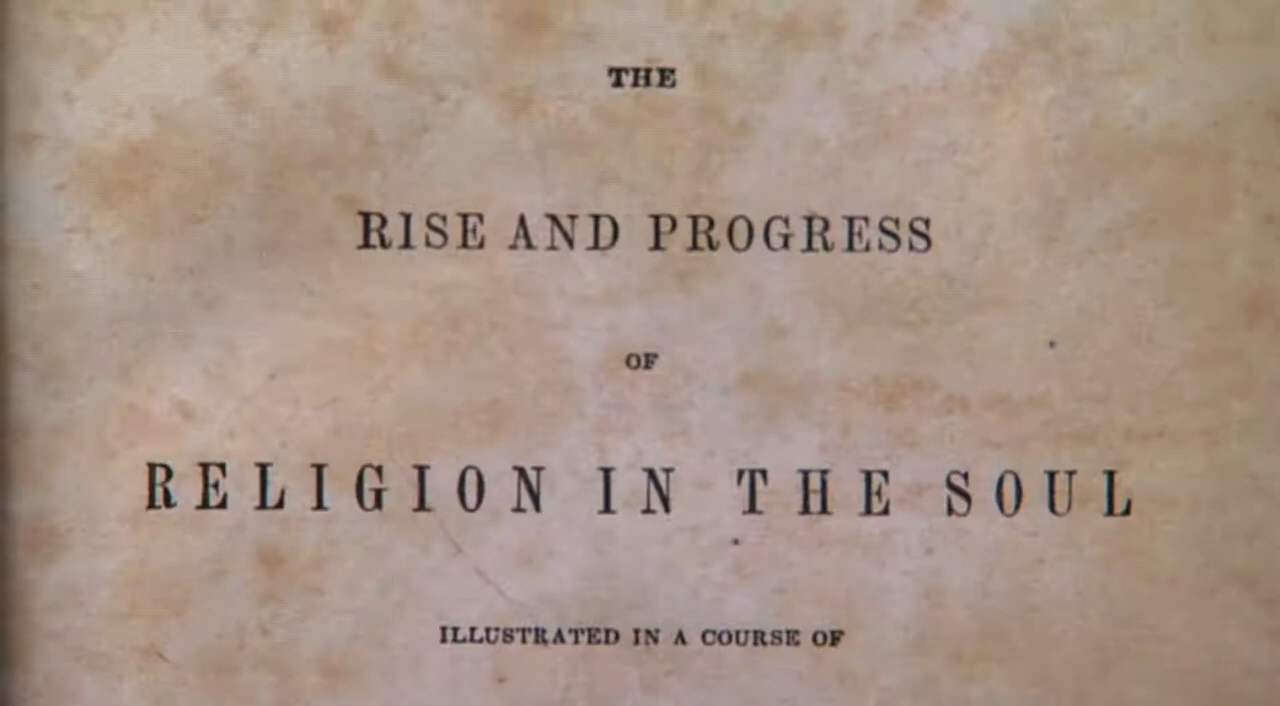 THE
RISE AND PROGRESS
OF
RELIGION IN THE SOUL
ILLUSTRATED IN A COURSE OF